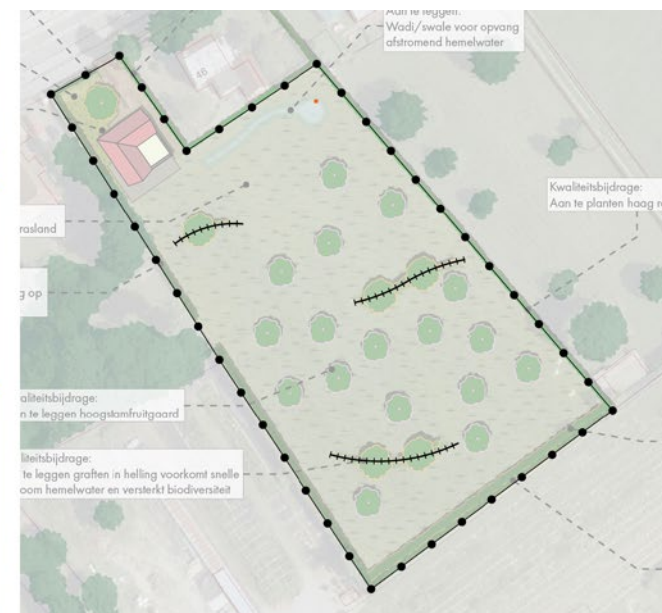 Aan te leggen:
Wadi/swale voor opvang
afstromend hemelwater
46
Kwaliteitsbijdrage:
Aan te planten haag r
rasland
g op
aliteitsbijdrage:
n te leggen hoogstamfruitgaard
liteitsbijdrage:
te leggen graften in helling voorkomt snelle
oom hemelwater en versterkt biodiversiteit